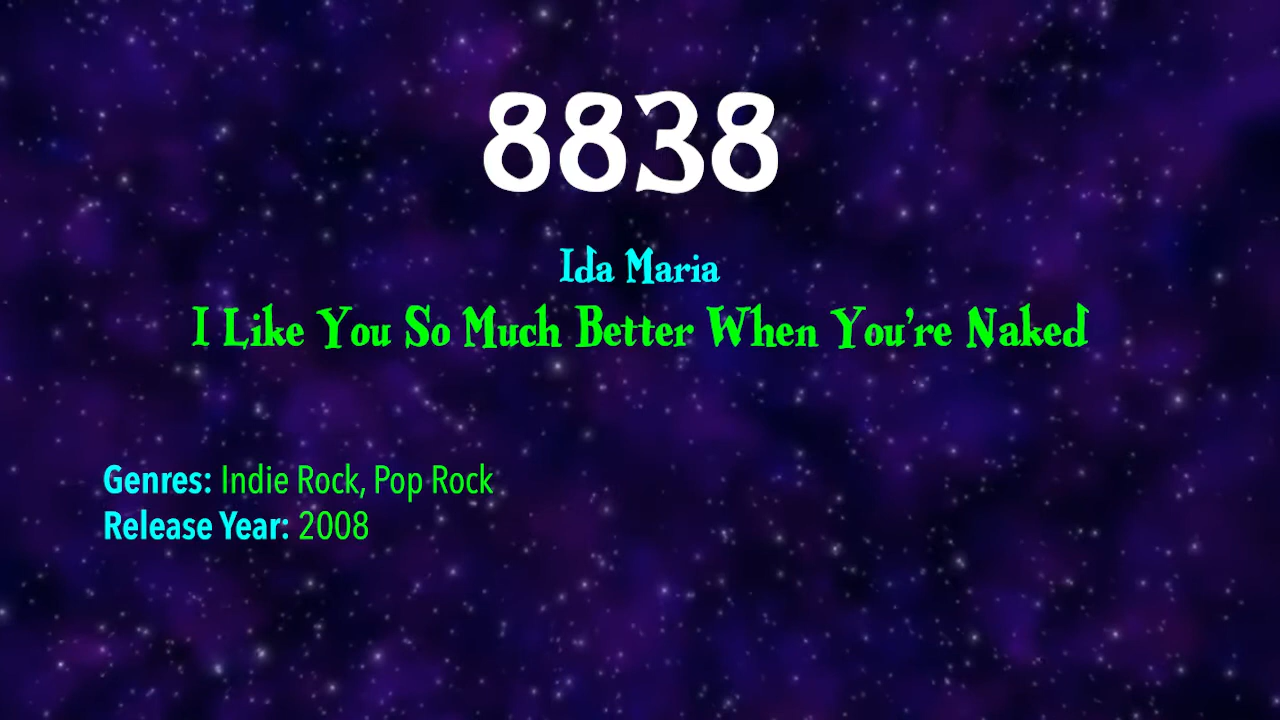 8838
Ida Maria
I Like You So Much Better When You're Naked
Genres: Indie Rock, Pop Rock
Release Year: 2008